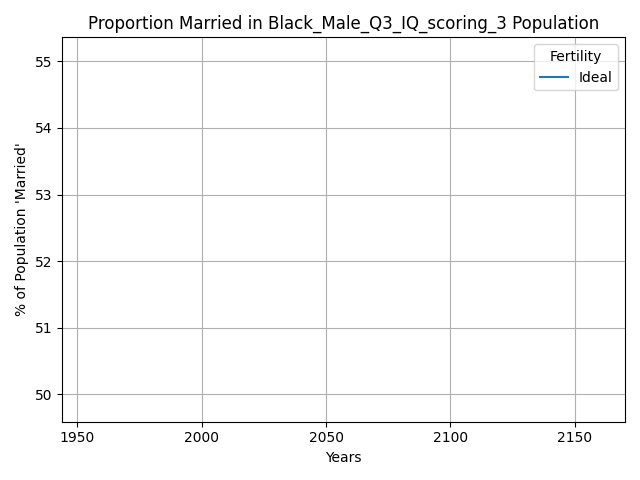 Proportion Married in Black_Male_Q3_IQ_scoring_3 Population
Fertility
Ideal
% of Population 'Married'
55
54
53
52
51
50
1950 2000 2050 2100 2150
Years